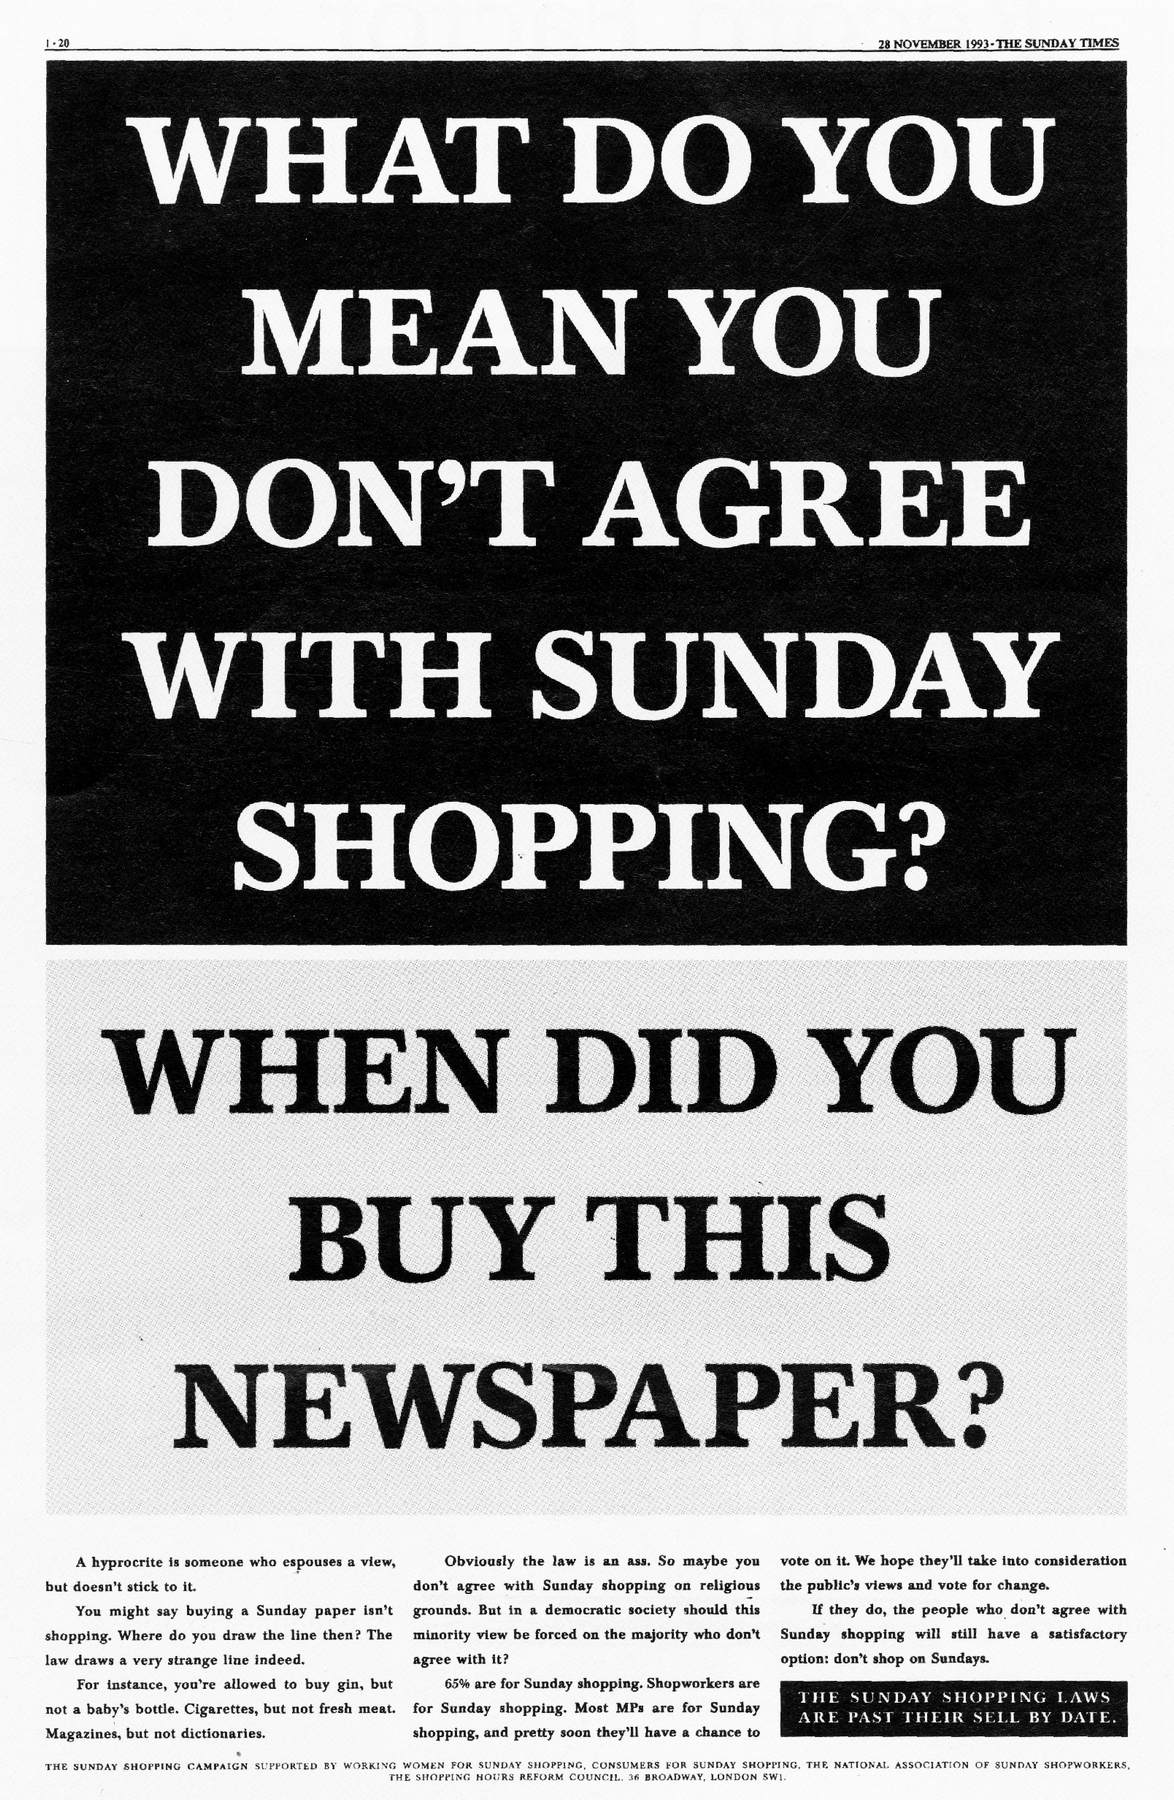 1·20
28 NOVEMBER 1993·THE SUNDAY TIMES
WHAT DO YOU
MEAN YOU
DON'T AGREE
WITH SUNDAY
SHOPPING?
WHEN DID YOU
BUY THIS
NEWSPAPER?
A hyprocrite is someone who espouses a view,
but doesn't stick to it.
You might say buying a Sunday paper isn't
shopping. Where do you draw the line then? The
law draws a very strange line indeed.
For instance, you're allowed to buy gin, but
not a baby's bottle. Cigarettes, but not fresh meat.
Magazines, but not dictionaries.
Obviously the law is an ass. So maybe you
don't agree with Sunday shopping on religious
grounds. But in a democratic society should this
minority view be forced on the majority who don't
agree with it?
65% are for Sunday shopping. Shopworkers are
for Sunday shopping. Most MPs are for Sunday
shopping, and pretty soon they'll have a chance to
vote on it. We hope they'll take into consideration
the public's views and vote for change.
If they do, the people who don't agree with
Sunday shopping will still have a satisfactory
option: don't shop on Sundays.
THE SUNDAY SHOPPING LAWS
ARE PAST THEIR SELL BY DATE.
THE SUNDAY SHOPPING CAMPAIGN SUPPORTED BY WORKING WOMEN FOR SUNDAY SHOPPING, CONSUMERS FOR SUNDAY SHOPPING, THE NATIONAL ASSOCIATION OF SUNDAY SHOPWORKERS,
THE SHOPPING HOURS REFORM COUNCIL. 36 BROADWAY, LONDON SW1.